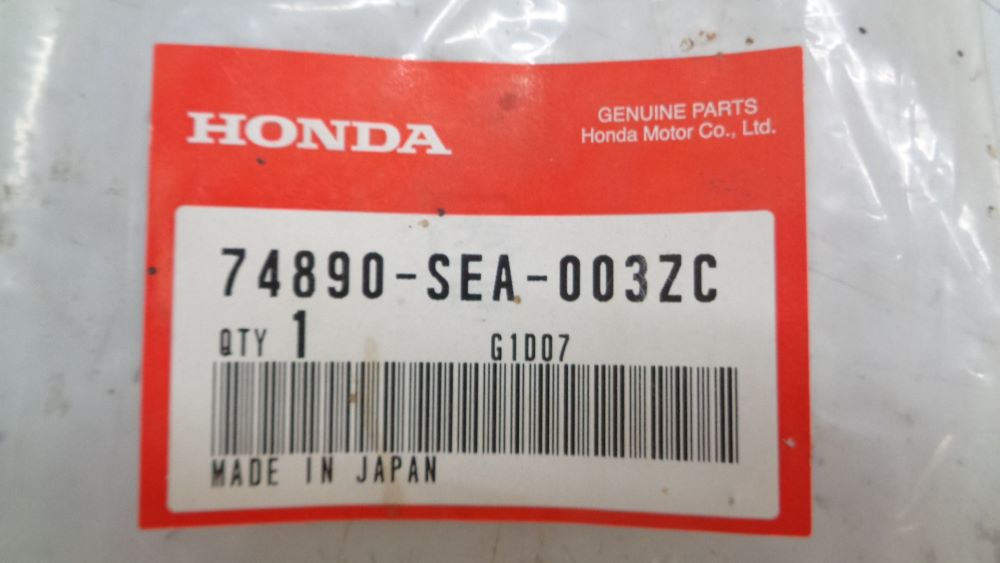 HONDA
GENUINE PARTS
Honda Motor Co., Ltd.
74890-SEA-003ZC
QTY 1 G1D07
MADE IN JAPAN